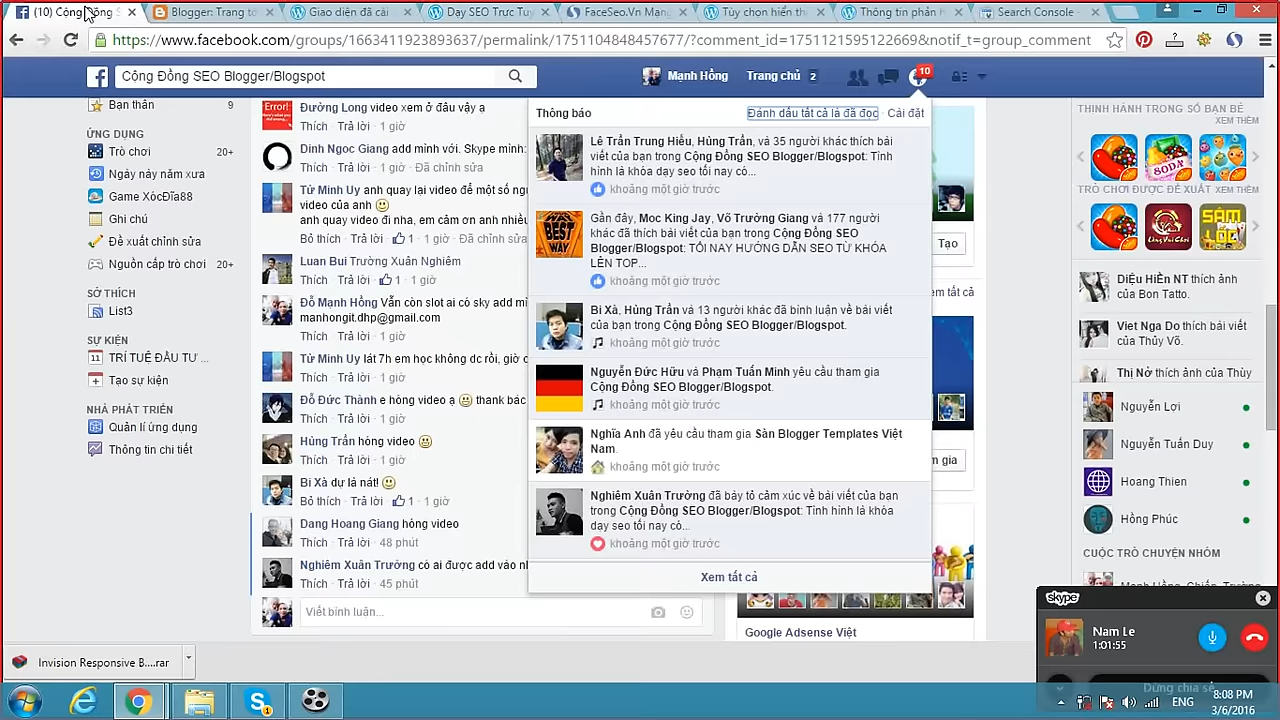 (10) Cộng Đồng S
Blogger: Trang tổ
Giao diện đã cài
Dạy SEO Trực Tuy
FaceSeo.Vn Mạng
Tùy chọn hiển th
Thông tin phản h
Search Console
https://www.facebook.com/groups/1663411923893637/permalink/1751104848457677/?comment_id=1751121595122669&notif_t=group_comment
Cộng Đồng SEO Blogger/Blogspot
Mạnh Hồng
Trang chủ 2
10
Bạn thân 9
ỨNG DỤNG
Trò chơi 20+
Ngày này năm xưa
Game XócDĩa88
Ghi chú
Đề xuất chỉnh sửa
Nguồn cấp trò chơi 20+
SỞ THÍCH
List3
SỰ KIỆN
11 TRÍ TUỆ ĐẦU TƯ ...
Tạo sự kiện
NHÀ PHÁT TRIỂN
Quản lí ứng dụng
Thông tin chi tiết
Error!
Đường Long video xem ở đâu vậy a
Thích · Trả lời · 1 giờ
Dinh Ngoc Giang add mình với. Skype mình:
Thích · Trả lời · 1 giờ · Đã chỉnh sửa
Tử Minh Uy anh quay lại video để một số ngu
video của anh
anh quay video đi nha, em cảm ơn anh nhiều
Bỏ thích · Trả lời · 1 · 1 giờ · Đã chỉnh sửa
Luan Bui Trường Xuân Nghiêm
Thích · Trả lời · 1 · 1 giờ
Đỗ Mạnh Hồng Vẫn còn slot ai có sky add mì
manhongit.dhp@gmail.com
Thích · Trả lời · 1 giờ
Tử Minh Uy lát 7h em học không dc rồi, giờ c
Thích · Trả lời · 1 giờ
Đỗ Đức Thành e hóng video ạ thank bác
Thích · Trả lời · 1 giờ
Hùng Trần hóng video
Thích · Trả lời · 1 giờ
Bi Xà dự là nát!
Bỏ thích · Trả lời · 1 · 1 giờ
Dang Hoang Giang hóng video
Thích · Trả lời · 48 phút
Nghiêm Xuân Trường có ai được add vào nh
Thích · Trả lời · 45 phút
Viết bình luận...
Thông báo
Đánh dấu tất cả là đã đọc · Cài đặt
Lê Trần Trung Hiếu, Hùng Trần, và 35 người khác thích bài
viết của bạn trong Cộng Đồng SEO Blogger/Blogspot: Tình
hình là khóa dạy seo tối nay có...
khoảng một giờ trước
BEST
WAY
Gần đây, Moc King Jay, Võ Trường Giang và 177 người
khác đã thích bài viết của bạn trong Cộng Đồng SEO
Blogger/Blogspot: TỐI NAY HƯỚNG DẪN SEO TỪ KHÓA
LÊN TOP...
khoảng một giờ trước
Bi Xà, Hùng Trần và 13 người khác đã bình luận về bài viết
của bạn trong Cộng Đồng SEO Blogger/Blogspot.
khoảng một giờ trước
Nguyễn Đức Hữu và Phạm Tuấn Minh yêu cầu tham gia
Cộng Đồng SEO Blogger/Blogspot.
khoảng một giờ trước
Nghĩa Anh đã yêu cầu tham gia Sàn Blogger Templates Việt
Nam.
khoảng một giờ trước
Nghiêm Xuân Trường đã bày tỏ cảm xúc về bài viết của bạn
trong Cộng Đồng SEO Blogger/Blogspot: Tình hình là khóa
dạy seo tối nay có...
khoảng một giờ trước
Xem tất cả
Tạo
em tất cả
m gia
Google Adsense Việt
THỊNH HÀNH TRONG SỐ BẠN BÈ
XEM THÊM
SODA
TRÒ CHƠI ĐƯỢC ĐỀ XUẤT XEM THÊM
SAM
LOC
Diệu HiÈn NT thích ảnh
của Bon Tatto.
Viet Nga Do thích bài viết
của Thủy Võ.
Thị Nở thích ảnh của Thùy
Nguyễn Lợi
Nguyễn Tuấn Duy
Hoang Thien
Hồng Phúc
CUỘC TRÒ CHUYỆN NHÓM
Mạnh Hồng, Chiến, Trường
skype
Nam Le
1:01:55
Dừng chia sẻ
Invision Responsive B....rar
ENG
8:08 PM
3/6/2016